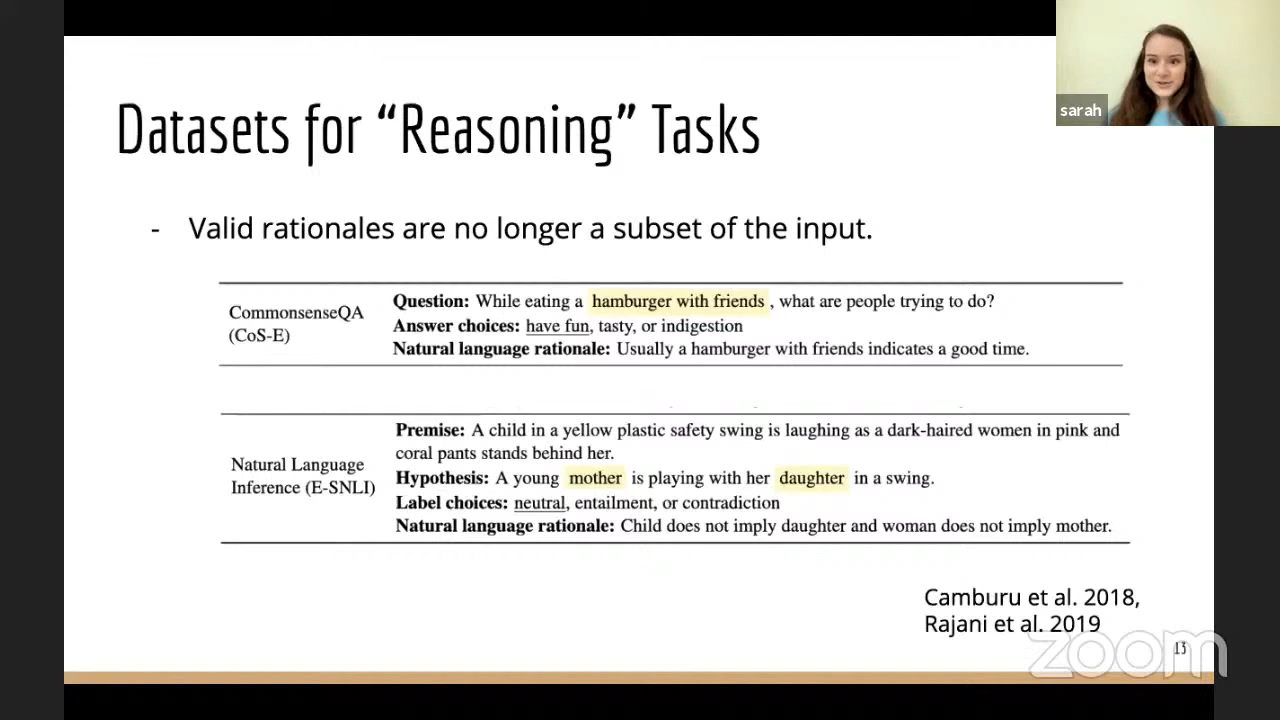 sarah
Datasets for “Reasoning” Tasks
- Valid rationales are no longer a subset of the input.
CommonsenseQA
(CoS-E)
Question: While eating a hamburger with friends , what are people trying to do?
Answer choices: have fun, tasty, or indigestion
Natural language rationale: Usually a hamburger with friends indicates a good time.
Natural Language
Inference (E-SNLI)
Premise: A child in a yellow plastic safety swing is laughing as a dark-haired women in pink and
coral pants stands behind her.
Hypothesis: A young mother is playing with her daughter in a swing.
Label choices: neutral, entailment, or contradiction
Natural language rationale: Child does not imply daughter and woman does not imply mother.
Camburu et al. 2018,
Rajani et al. 2019
zoom
13